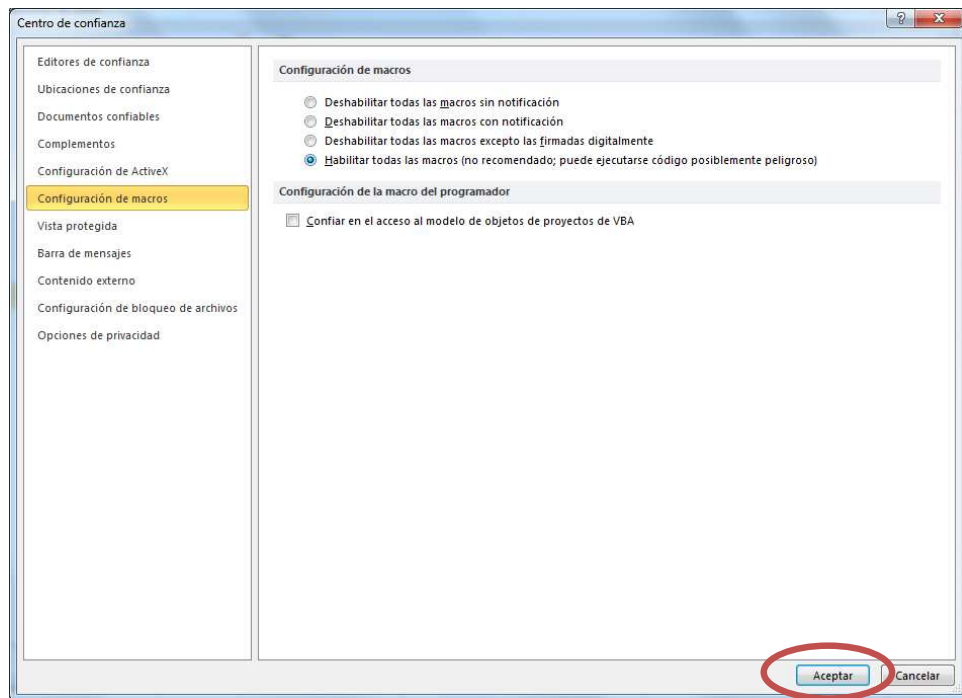 Centro de confianza
Editores de confianza
Ubicaciones de confianza
Documentos confiables
Complementos
Configuración de ActiveX
Configuración de macros
Vista protegida
Barra de mensajes
Contenido externo
Configuración de bloqueo de archivos
Opciones de privacidad
Configuración de macros
Deshabilitar todas las macros sin notificación
Deshabilitar todas las macros con notificación
Deshabilitar todas las macros excepto las firmadas digitalmente
Habilitar todas las macros (no recomendado; puede ejecutarse código posiblemente peligroso)
Configuración de la macro del programador
Confiar en el acceso al modelo de objetos de proyectos de VBA
Aceptar
Cancelar